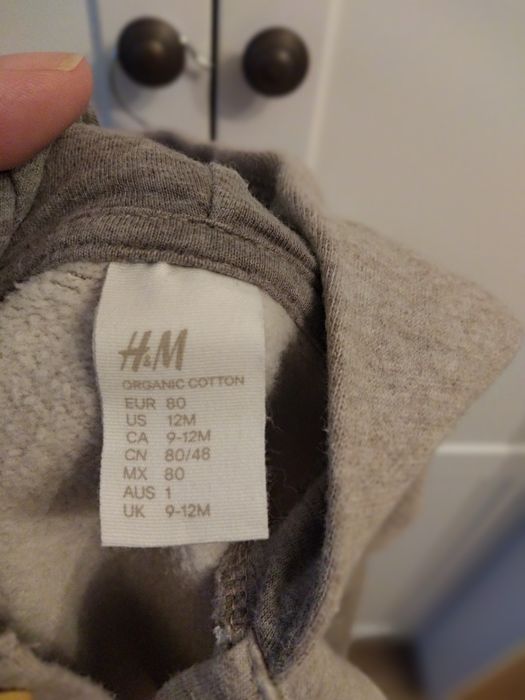 H&M
ORGANIC COTTON
EUR 80
US 12M
CA 9-12M
CN 80/48
MX 80
AUS 1
UK 9-12M